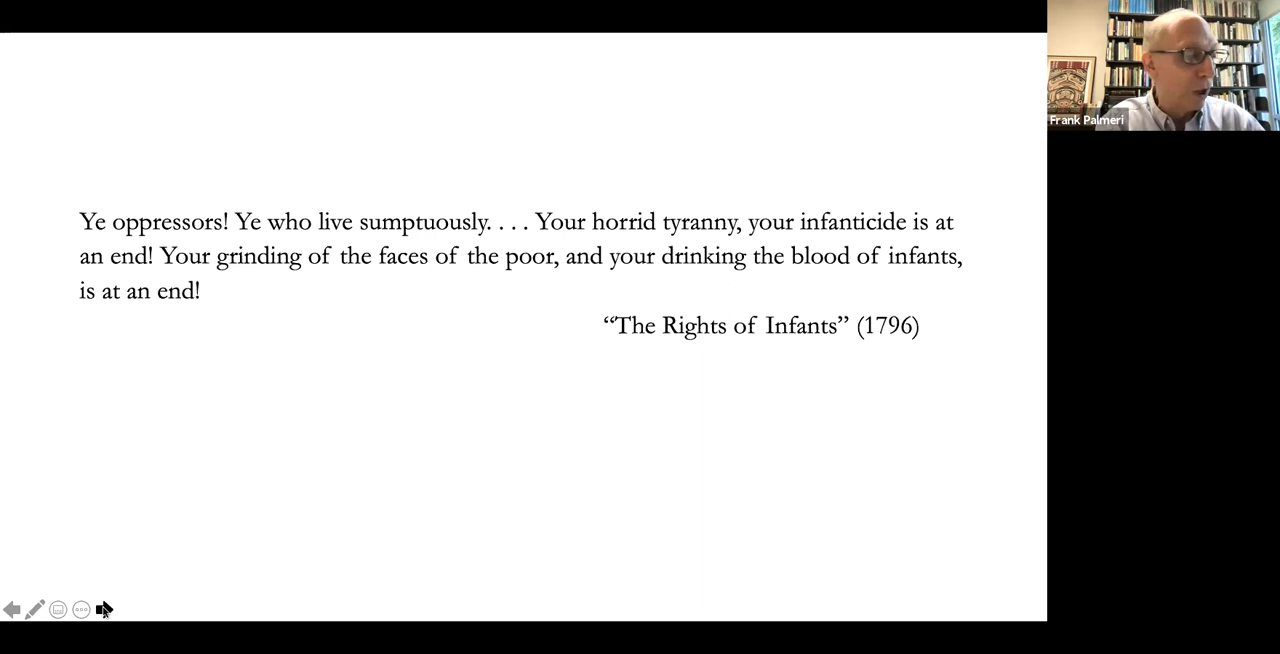 Ye oppressors! Ye who live sumptuously. . . . Your horrid tyranny, your infanticide is at
an end! Your grinding of the faces of the poor, and your drinking the blood of infants,
is at an end!
“The Rights of Infants” (1796)
Frank Palmeri